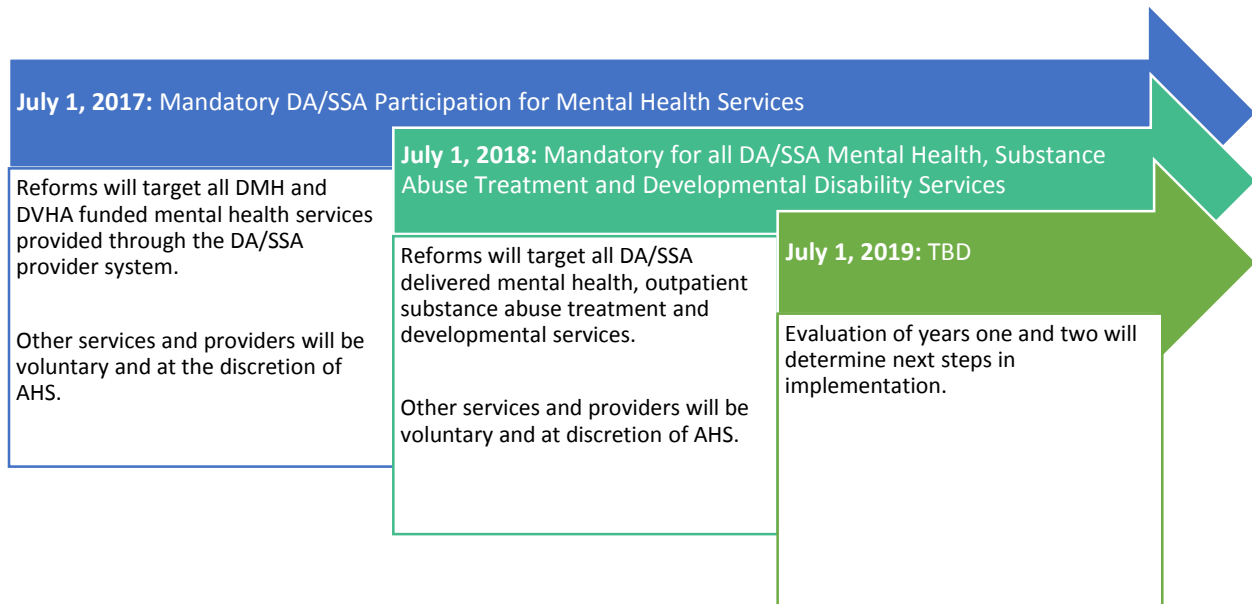 July 1, 2017: Mandatory DA/SSA Participation for Mental Health Services
Reforms will target all DMH and
DVHA funded mental health services
provided through the DA/SSA
provider system.
Other services and providers will be
voluntary and at the discretion of
AHS.
July 1, 2018: Mandatory for all DA/SSA Mental Health, Substance
Abuse Treatment and Developmental Disability Services
Reforms will target all DA/SSA
delivered mental health, outpatient
substance abuse treatment and
developmental services.
Other services and providers will be
voluntary and at discretion of AHS.
July 1, 2019: TBD
Evaluation of years one and two will
determine next steps in
implementation.